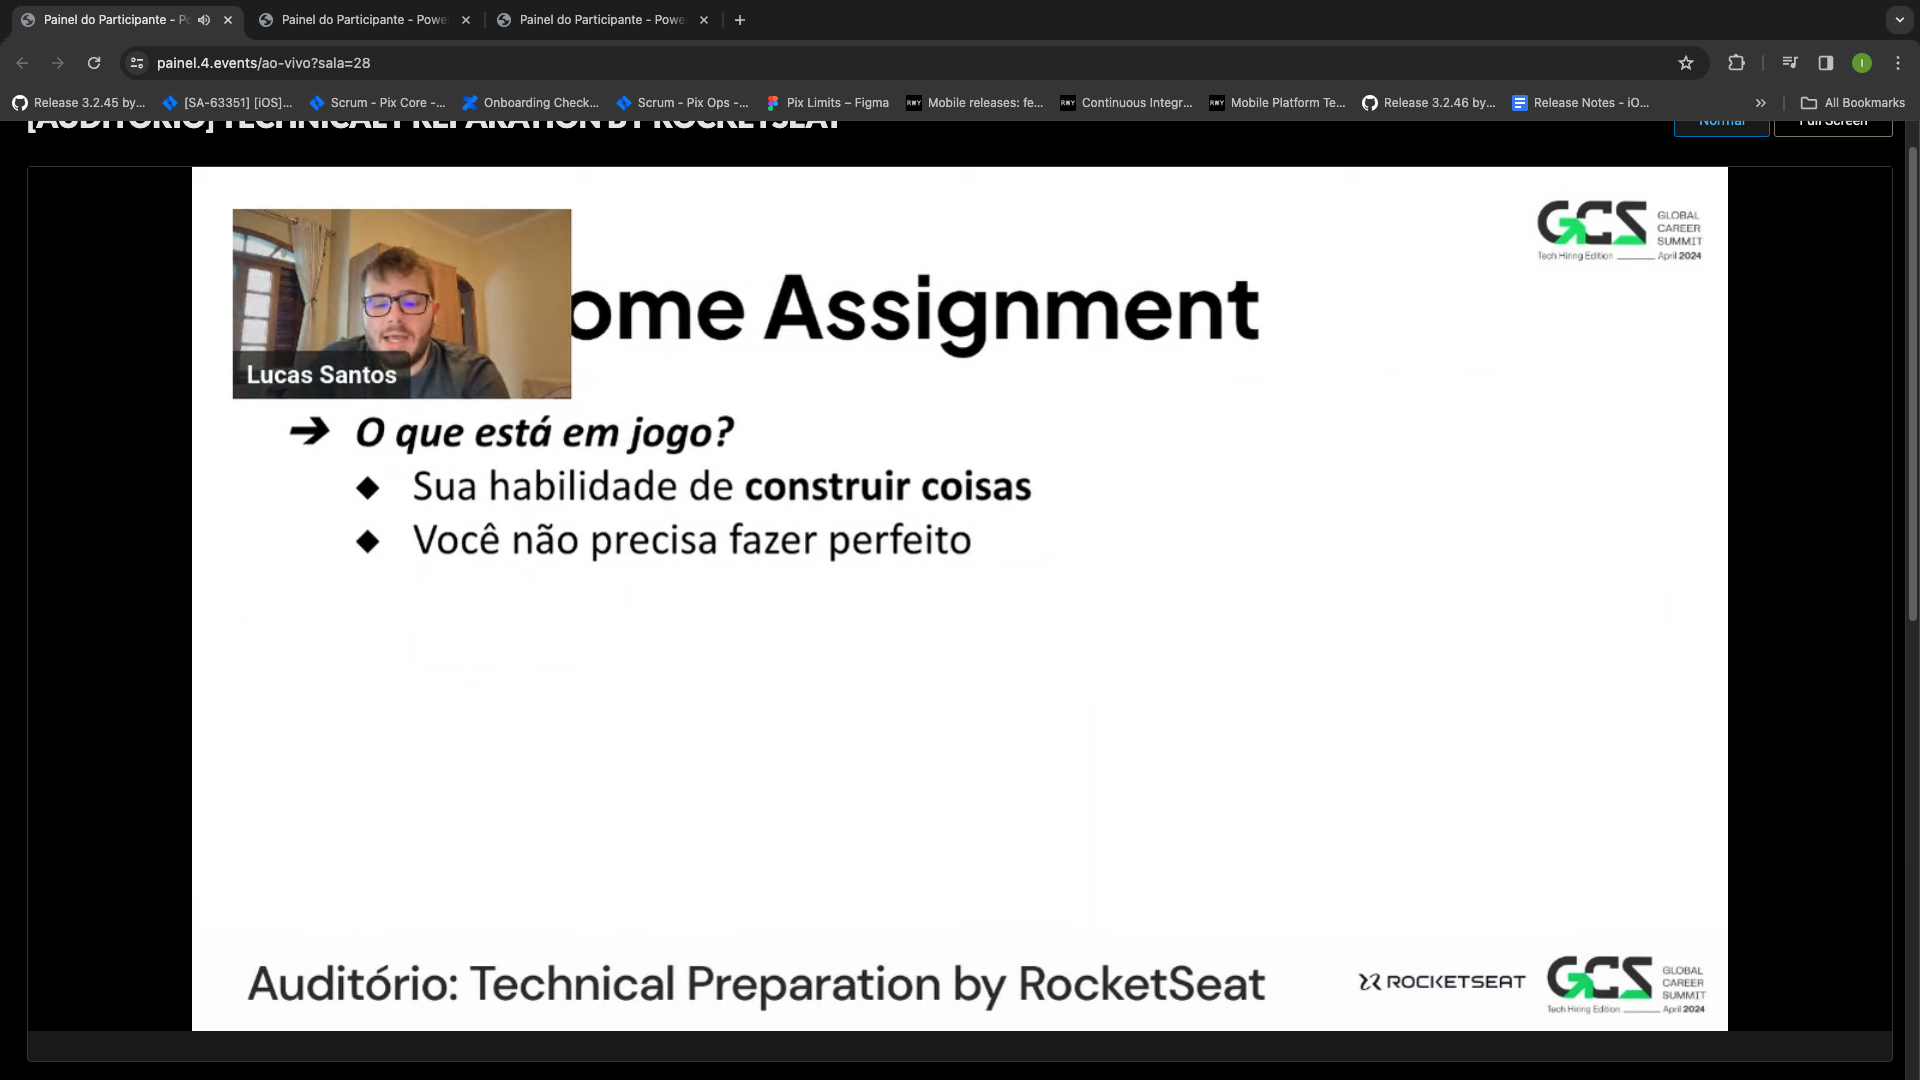 Painel do Participante - Po
Painel do Participante - Powe
Painel do Participante - Powe
painel.4.events/ao-vivo?sala=28
Release 3.2.45 by...
[SA-63351] [iOS]...
Scrum - Pix Core -...
Onboarding Check...
Scrum - Pix Ops -...
Pix Limits – Figma
Mobile releases: fe...
Continuous Integr...
Mobile Platform Te...
Release 3.2.46 by...
Release Notes - iO...
All Bookmarks
[AUDITÓRIO] TECHNICAL PREPARATION BY ROCKETSEAT
Normal
Full Screen
GCS GLOBAL
CAREER
SUMMIT
Tech Hiring Edition April 2024
ome Assignment
Lucas Santos
➔ O que está em jogo?
◆ Sua habilidade de construir coisas
◆ Você não precisa fazer perfeito
Auditório: Technical Preparation by RocketSeat
ROCKETSEAT
GCS GLOBAL
CAREER
SUMMIT
Tech Hiring Edition April 2024